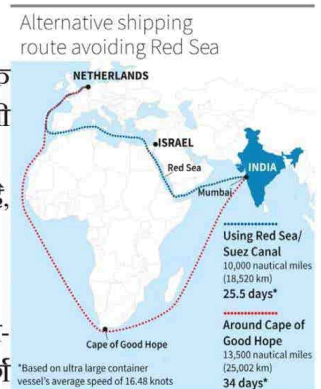 Alternative shipping
route avoiding Red Sea
NETHERLANDS
ISRAEL
Red Sea
INDIA
Mumbai
Using Red Sea/
Suez Canal
10,000 nautical miles
(18,520 km)
25.5 days*
Cape of Good Hope
Around Cape of
Good Hope
13,500 nautical miles
(25,002 km)
34 days*
*Based on ultra large container
vessel's average speed of 16.48 knots